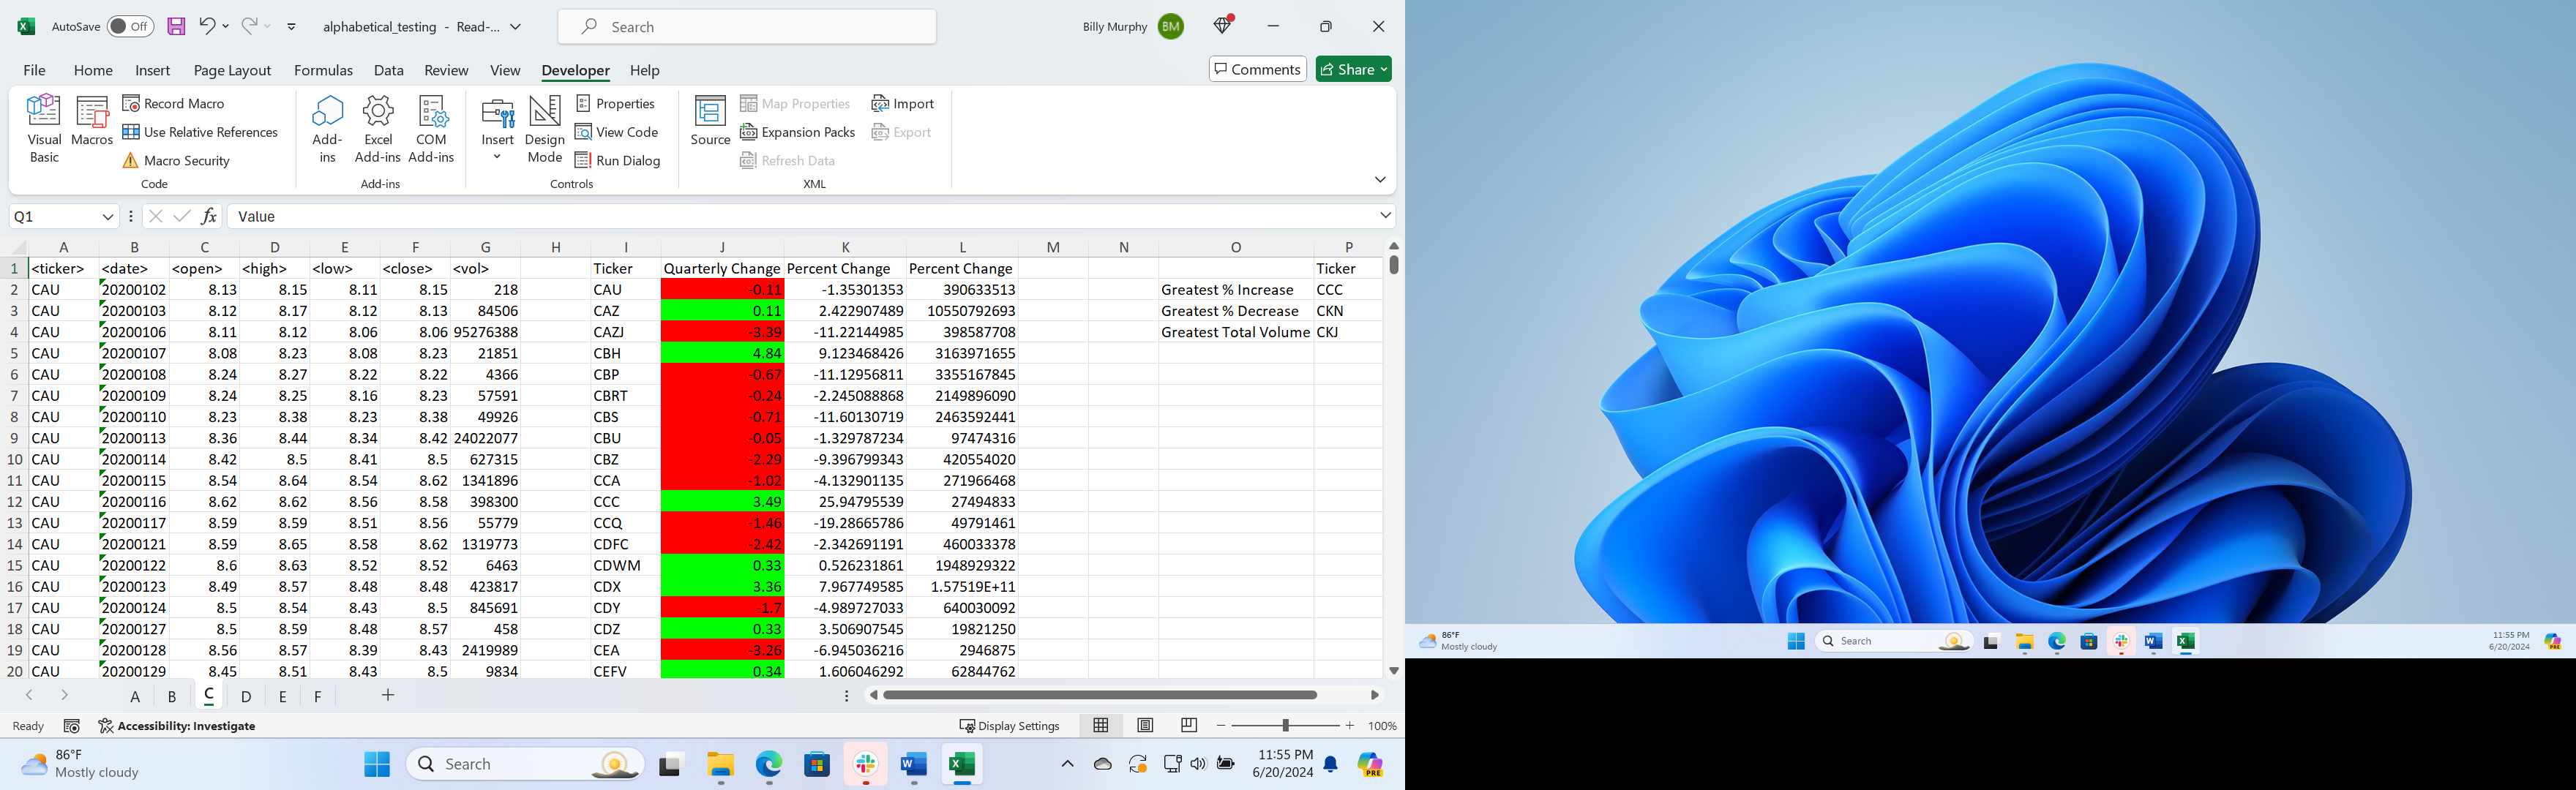 AutoSave Off alphabetical_testing - Read-... Search Billy Murphy BM
File Home Insert Page Layout Formulas Data Review View Developer Help Comments Share
Visual Basic Macros Record Macro Use Relative References Macro Security Code
Add-ins Excel Add-ins COM Add-ins Add-ins
Insert Design Mode Properties View Code Run Dialog Controls
Source Map Properties Expansion Packs Refresh Data Import Export XML
Q1 fx Value
A B C D E F G H I J K L M N O P
1 <ticker> <date> <open> <high> <low> <close> <vol> Ticker Quarterly Change Percent Change Percent Change Ticker
2 CAU 20200102 8.13 8.15 8.11 8.15 218 CAU -0.11 -1.35301353 390633513 Greatest % Increase CCC
3 CAU 20200103 8.12 8.17 8.12 8.13 84506 CAZ 0.11 2.422907489 10550792693 Greatest % Decrease CKN
4 CAU 20200106 8.11 8.12 8.06 8.06 95276388 CAZJ -3.39 -11.22144985 398587708 Greatest Total Volume CKJ
5 CAU 20200107 8.08 8.23 8.08 8.23 21851 CBH 4.84 9.123468426 3163971655
6 CAU 20200108 8.24 8.27 8.22 8.22 4366 CBP -0.67 -11.12956811 3355167845
7 CAU 20200109 8.24 8.25 8.16 8.23 57591 CBRT -0.24 -2.245088868 2149896090
8 CAU 20200110 8.23 8.38 8.23 8.38 49926 CBS -0.71 -11.60130719 2463592441
9 CAU 20200113 8.36 8.44 8.34 8.42 24022077 CBU -0.05 -1.329787234 97474316
10 CAU 20200114 8.42 8.5 8.41 8.5 627315 CBZ -2.29 -9.396799343 420554020
11 CAU 20200115 8.54 8.64 8.54 8.62 1341896 CCA -1.02 -4.132901135 271966468
12 CAU 20200116 8.62 8.62 8.56 8.58 398300 CCC 3.49 25.94795539 27494833
13 CAU 20200117 8.59 8.59 8.51 8.56 55779 CCQ -1.46 -19.28665786 49791461
14 CAU 20200121 8.59 8.65 8.58 8.62 1319773 CDFC -2.42 -2.342691191 460033378
15 CAU 20200122 8.6 8.63 8.52 8.52 6463 CDWM 0.33 0.526231861 1948929322
16 CAU 20200123 8.49 8.57 8.48 8.48 423817 CDX 3.36 7.967749585 1.57519E+11
17 CAU 20200124 8.5 8.54 8.43 8.5 845691 CDY -1.7 -4.989727033 640030092
18 CAU 20200127 8.5 8.59 8.48 8.57 458 CDZ 0.33 3.506907545 19821250
19 CAU 20200128 8.56 8.57 8.39 8.43 2419989 CEA -3.26 -6.945036216 2946875
20 CAU 20200129 8.45 8.51 8.43 8.5 9834 CEFV 0.34 1.606046292 62844762
A B C D E F
Ready Accessibility: Investigate Display Settings 100%
86°F Mostly cloudy Search 11:55 PM 6/20/2024 PRE
86°F Mostly cloudy Search 11:55 PM 6/20/2024 PRE